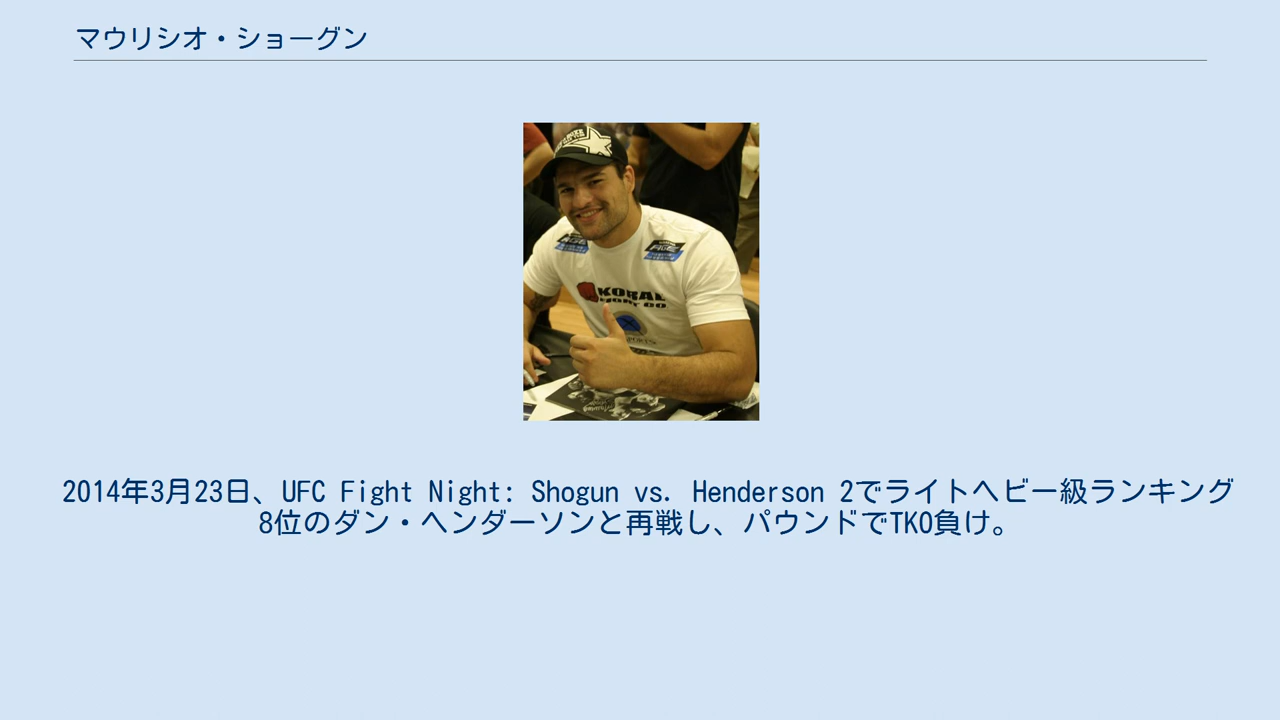 マウリシオ・ショーグン
KORAL
FIGHT CO
2014年3月23日、UFC Fight Night: Shogun vs. Henderson 2でライトヘビー級ランキング
8位のダン・ヘンダーソンと再戦し、パウンドでTKO負け。